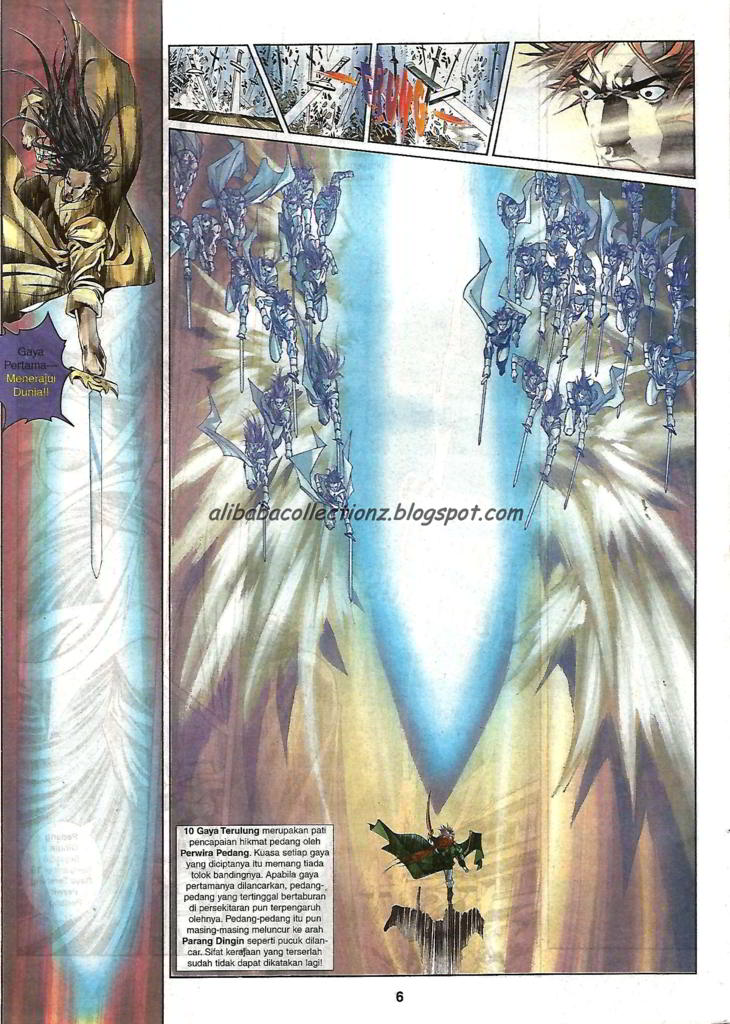 Gaya
Pertama—
Menerajui
Dunia!!
alibabacollectionz.blogspot.com
10 Gaya Terulung merupakan pati
pencapaian hikmat pedang oleh
Perwira Pedang. Kuasa setiap gaya
yang diciptanya itu memang tiada
tolok bandingnya. Apabila gaya
pertamanya dilancarkan, pedang-
pedang yang tertinggal bertaburan
di persekitaran pun terpengaruh
olehnya. Pedang-pedang itu pun
masing-masing meluncur ke arah
Parang Dingin seperti pucuk dilan-
car. Sifat kerajaan yang terserlah
sudah tidak dapat dikatakan lagi!
6